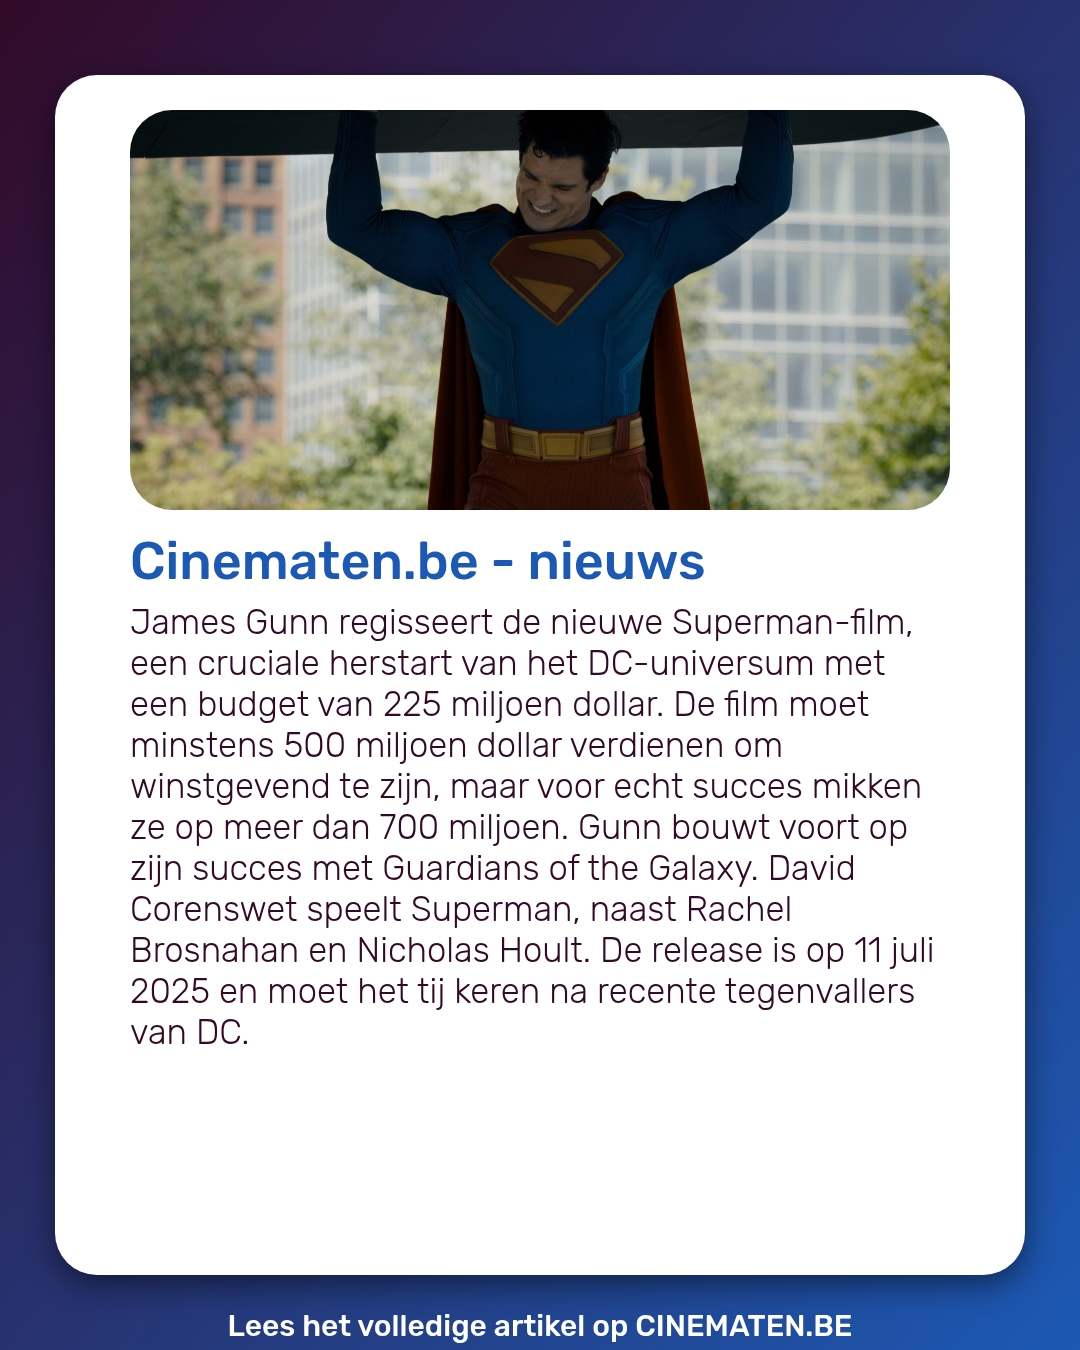 Cinematen.be - nieuws
James Gunn regisseert de nieuwe Superman-film,
een cruciale herstart van het DC-universum met
een budget van 225 miljoen dollar. De film moet
minstens 500 miljoen dollar verdienen om
winstgevend te zijn, maar voor echt succes mikken
ze op meer dan 700 miljoen. Gunn bouwt voort op
zijn succes met Guardians of the Galaxy. David
Corenswet speelt Superman, naast Rachel
Brosnahan en Nicholas Hoult. De release is op 11 juli
2025 en moet het tij keren na recente tegenvallers
van DC.
Lees het volledige artikel op CINEMATEN.BE